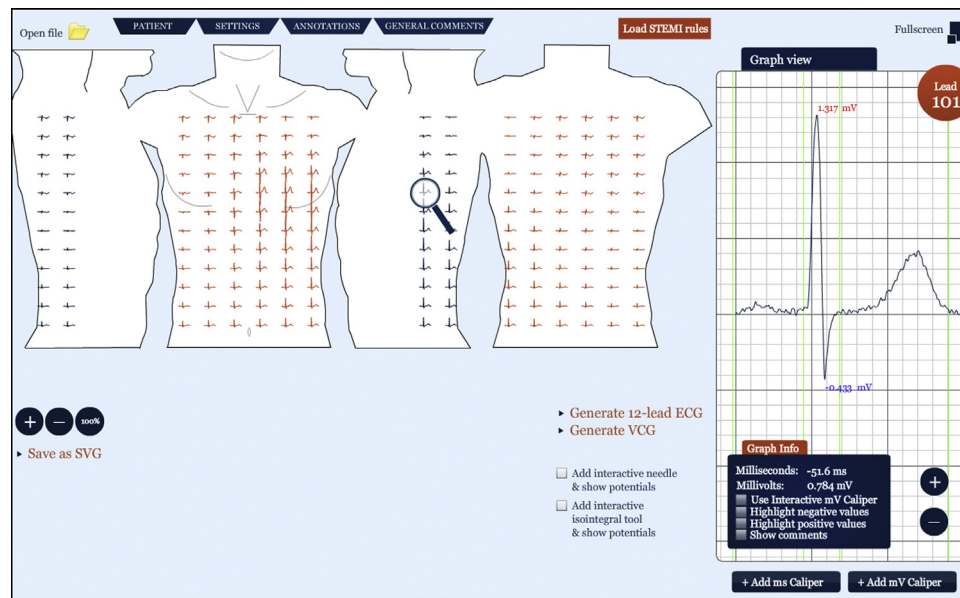 Open file
PATIENT
SETTINGS
ANNOTATIONS
GENERAL COMMENTS
Load STEMI rules
Fullscreen
Graph view
Lead
101
1.317 mV
-0.433 mV
100%
Save as SVG
Generate 12-lead ECG
Generate VCG
Add interactive needle
& show potentials
Add interactive
isointegral tool
& show potentials
Graph Info
Milliseconds: -51.6 ms
Millivolts: 0.784 mV
Use Interactive mV Caliper
Highlight negative values
Highlight positive values
Show comments
+ Add ms Caliper
+ Add mV Caliper